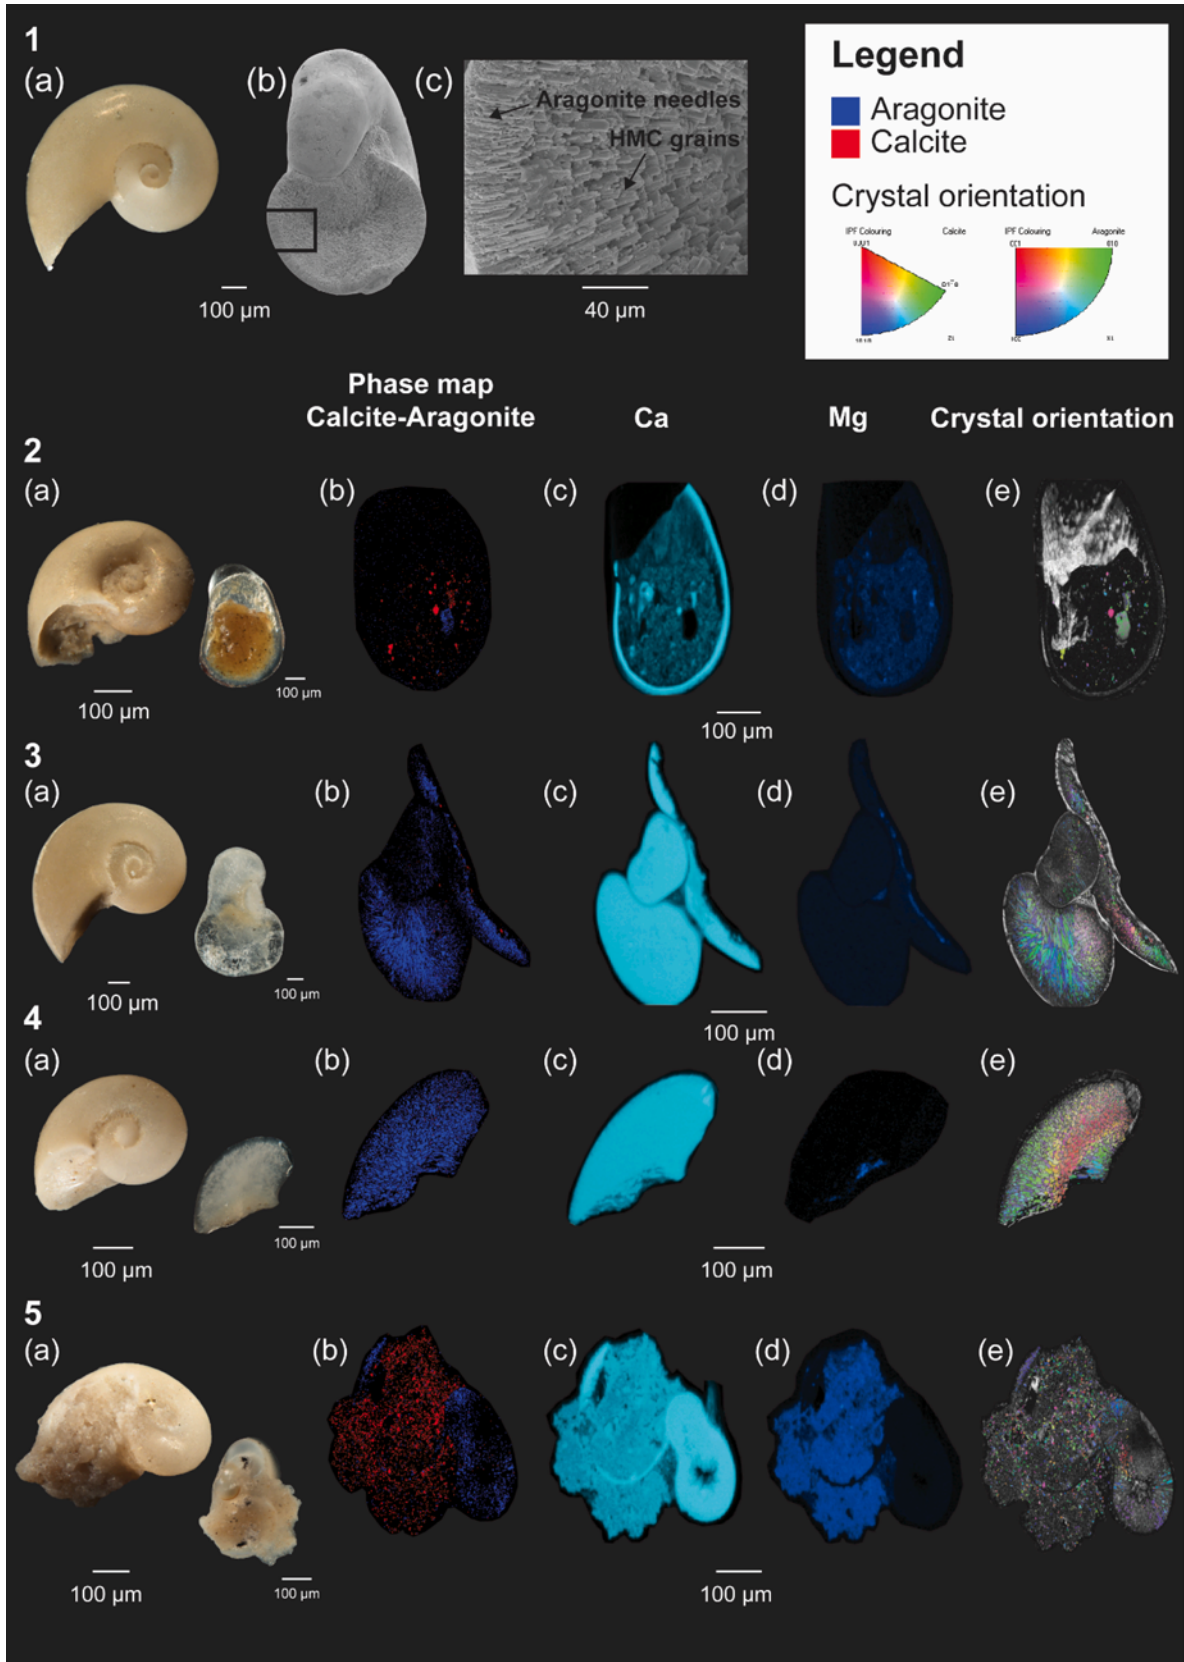 1
(a)
(b)
(c)
Aragonite needles
HMC grains
100 µm
40 µm
Legend
Aragonite
Calcite
Crystal orientation
IPF Colouring
Calcite
IPF Colouring
Aragonite
Phase map
Calcite-Aragonite
Ca
Mg
Crystal orientation
2
(a)
(b)
(c)
(d)
(e)
100 µm
100 µm
100 µm
3
(a)
(b)
(c)
(d)
(e)
100 µm
100 µm
100 µm
4
(a)
(b)
(c)
(d)
(e)
100 µm
100 µm
100 µm
5
(a)
(b)
(c)
(d)
(e)
100 µm
100 µm
100 µm